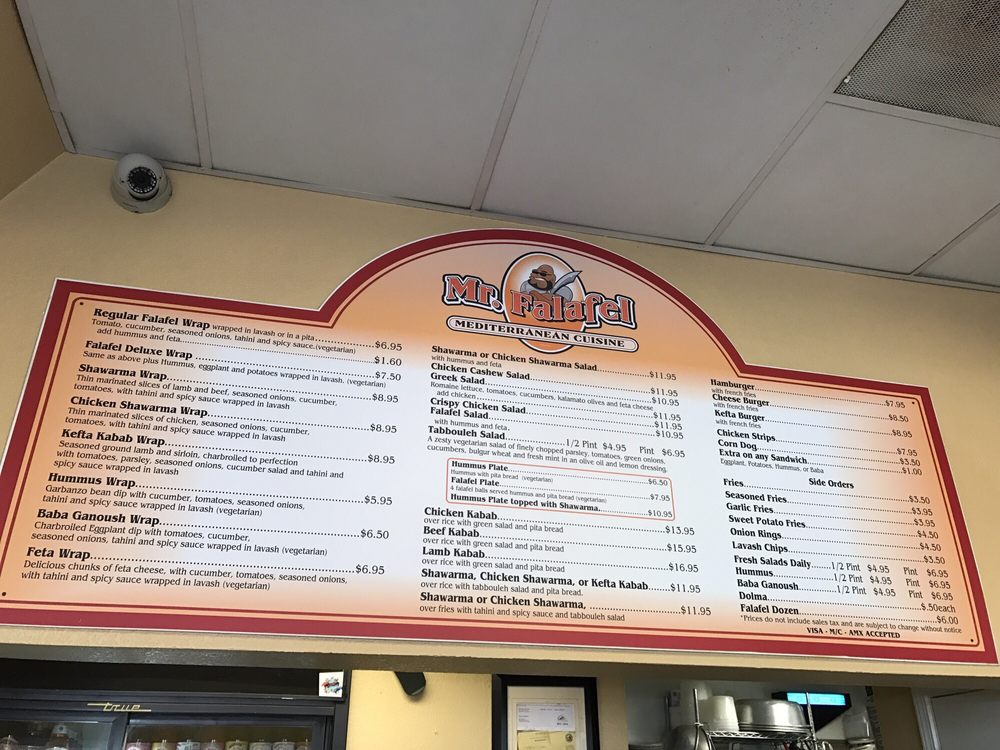 Mr. Falafel
MEDITERRANEAN CUISINE
Regular Falafel Wrap wrapped in lavash or in a pita........$6.95
Tomato, cucumber, seasoned onions, tahini and spicy sauce.(vegetarian)
add hummus and feta........$1.60
Falafel Deluxe Wrap........$7.50
Same as above plus Hummus, eggplant and potatoes wrapped in lavash. (vegetarian)
Shawarma Wrap........$8.95
Thin marinated slices of lamb and beef, seasoned onions, cucumber,
tomatoes, with tahini and spicy sauce wrapped in lavash
Chicken Shawarma Wrap........$8.95
Thin marinated slices of chicken, seasoned onions, cucumber,
tomatoes, with tahini and spicy sauce wrapped in lavash
Kefta Kabab Wrap........$8.95
Seasoned ground lamb and sirloin, charbroiled to perfection
with tomatoes, parsley, seasoned onions, cucumber salad and tahini and
spicy sauce wrapped in lavash
Hummus Wrap........$5.95
Garbanzo bean dip with cucumber, tomatoes, seasoned onions,
tahini and spicy sauce wrapped in lavash (vegetarian)
Baba Ganoush Wrap........$6.50
Charbroiled Eggplant dip with tomatoes, cucumber,
seasoned onions, tahini and spicy sauce wrapped in lavash (vegetarian)
Feta Wrap........$6.95
Delicious chunks of feta cheese, with cucumber, tomatoes, seasoned onions,
with tahini and spicy sauce wrapped in lavash (vegetarian)
Shawarma or Chicken Shawarma Salad........$11.95
with hummus and feta
Chicken Cashew Salad........$11.95
Greek Salad........$10.95
Romaine lettuce, tomatoes, cucumbers, kalamato olives and feta cheese
add chicken........$11.95
Crispy Chicken Salad........$11.95
Falafel Salad........$10.95
with hummus and feta.
Tabbouleh Salad........1/2 Pint $4.95 Pint $6.95
A zesty vegetarian salad of finely chopped parsley, tomatoes, green onions,
cucumbers, bulgur wheat and fresh mint in an olive oil and lemon dressing.
Hummus Plate........$6.50
Hummus with pita bread (vegetarian)
Falafel Plate........$7.95
4 falafel balls served hummus and pita bread (vegetarian)
Hummus Plate topped with Shawarma........$10.95
Chicken Kabab........$13.95
over rice with green salad and pita bread
Beef Kabab........$15.95
over rice with green salad and pita bread
Lamb Kabab........$16.95
over rice with green salad and pita bread
Shawarma, Chicken Shawarma, or Kefta Kabab........$11.95
over rice with tabbouleh salad and pita bread.
Shawarma or Chicken Shawarma, ........$11.95
over fries with tahini and spicy sauce and tabbouleh salad
Hamburger........$7.95
with french fries
Cheese Burger........$8.50
with french fries
Kefta Burger........$8.95
with french fries
Chicken Strips........$7.95
Corn Dog........$3.50
Extra on any Sandwich........$1.00
Eggplant, Potatoes, Hummus, or Baba
Side Orders
Fries........$3.50
Seasoned Fries........$3.95
Garlic Fries........$3.95
Sweet Potato Fries........$4.50
Onion Rings........$4.50
Lavash Chips........$3.50
Fresh Salads Daily........1/2 Pint $4.95 Pint $6.95
Hummus........1/2 Pint $4.95 Pint $6.95
Baba Ganoush........1/2 Pint $4.95 Pint $6.95
Dolma........$.50each
Falafel Dozen........$6.00
*Prices do not include sales tax and are subject to change without notice
VISA · M/C · AMX ACCEPTED
true